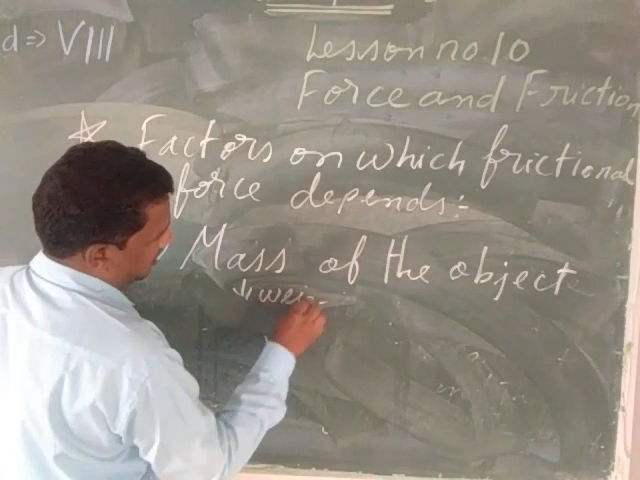 d ⇒ VIII
Lesson no. 10
Force and Friction
☆ Factors on which frictional
force depends:-
Mass of the object